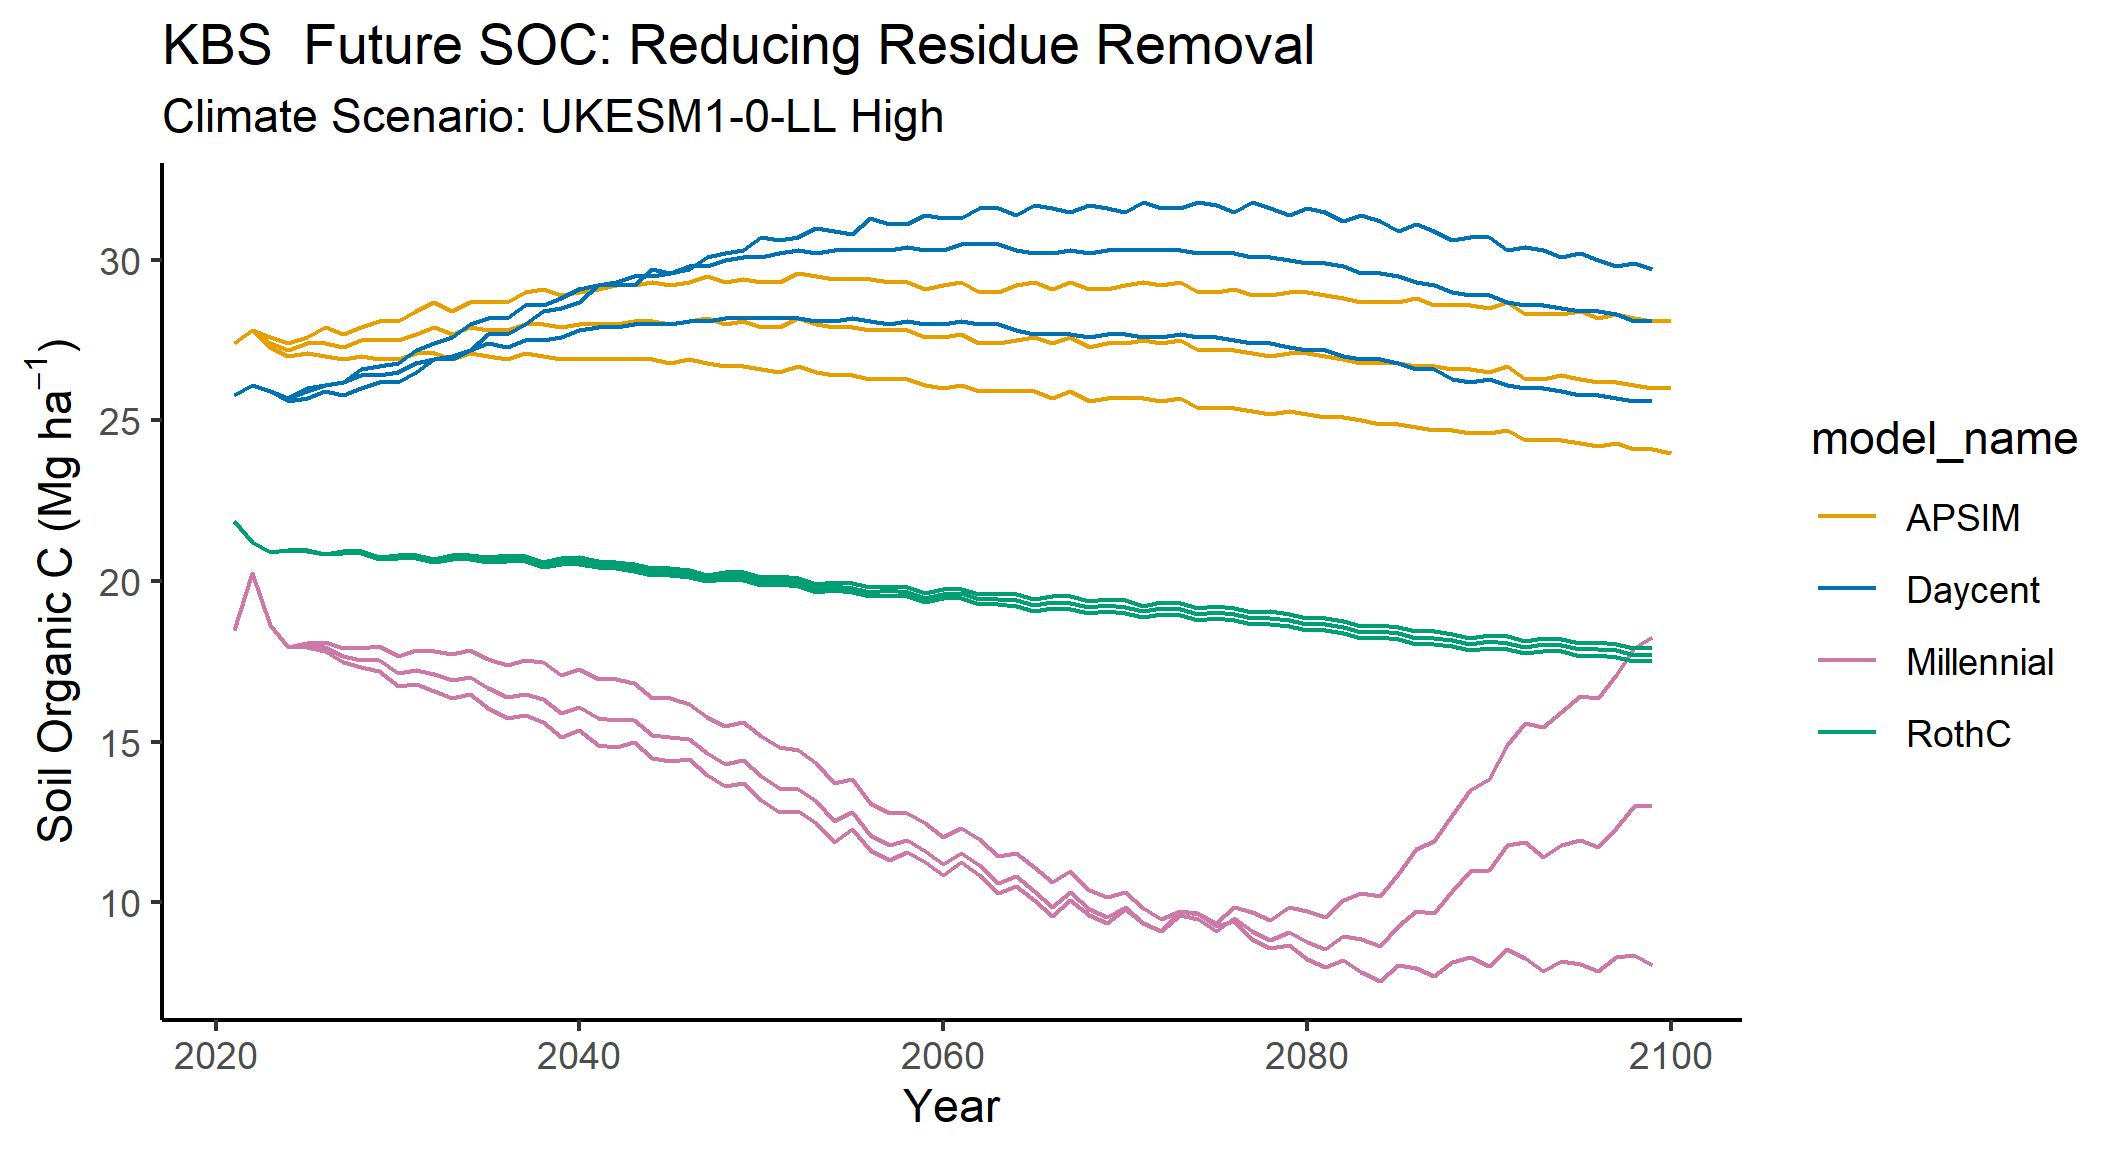 KBS  Future SOC: Reducing Residue Removal
Climate Scenario: UKESM1-0-LL High
Soil Organic C (Mg ha⁻¹)
30
25
20
15
10
2020 2040 2060 2080 2100
Year
model_name
APSIM
Daycent
Millennial
RothC